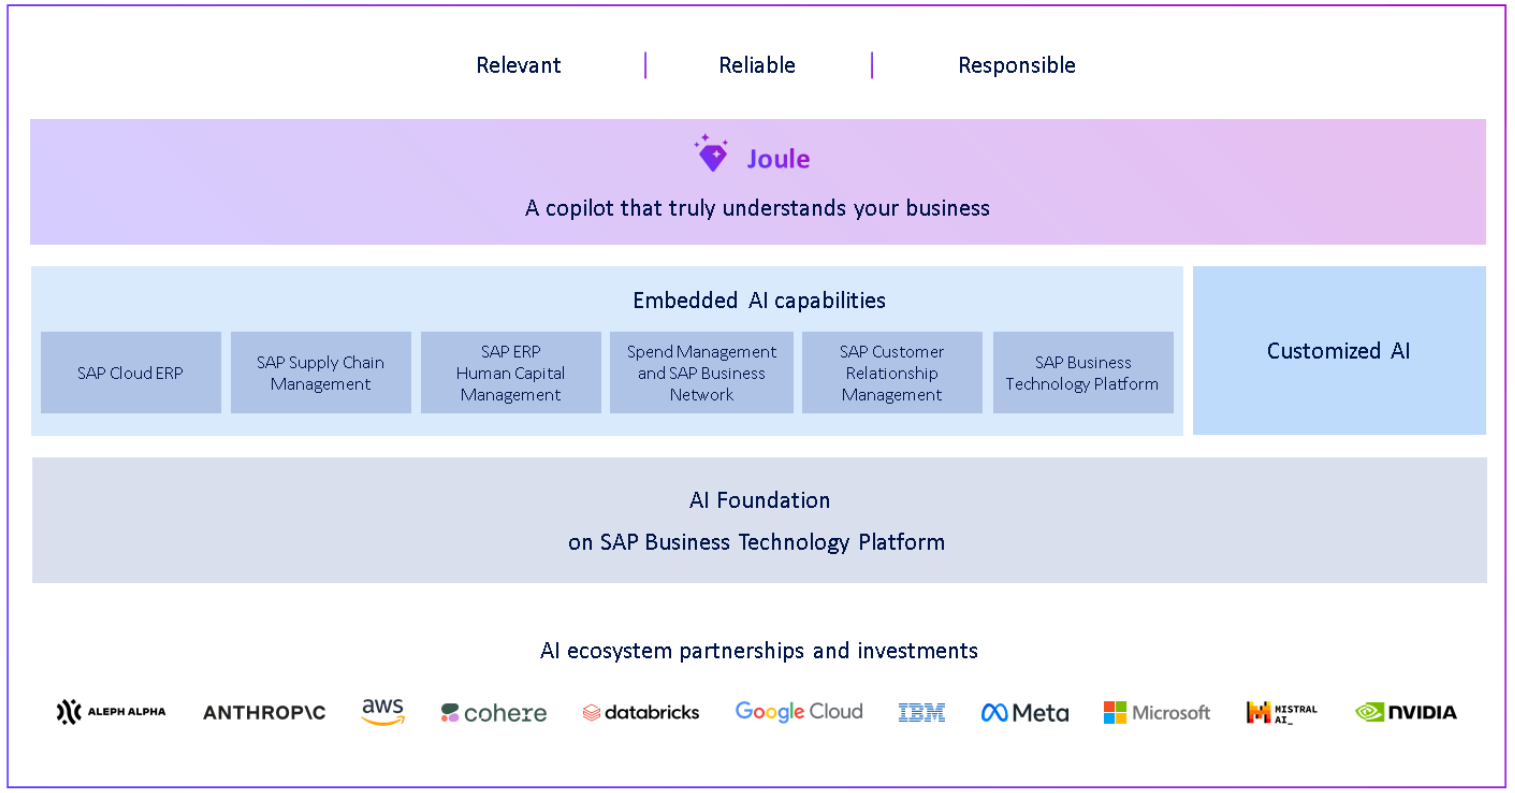 Relevant | Reliable | Responsible
Joule
A copilot that truly understands your business
Embedded AI capabilities
SAP Cloud ERP
SAP Supply Chain
Management
SAP ERP
Human Capital
Management
Spend Management
and SAP Business
Network
SAP Customer
Relationship
Management
SAP Business
Technology Platform
Customized AI
AI Foundation
on SAP Business Technology Platform
AI ecosystem partnerships and investments
ALEPH ALPHA
ANTHROP\C
aws
cohere
databricks
Google Cloud
IBM
Meta
Microsoft
MISTRAL
AI_
NVIDIA